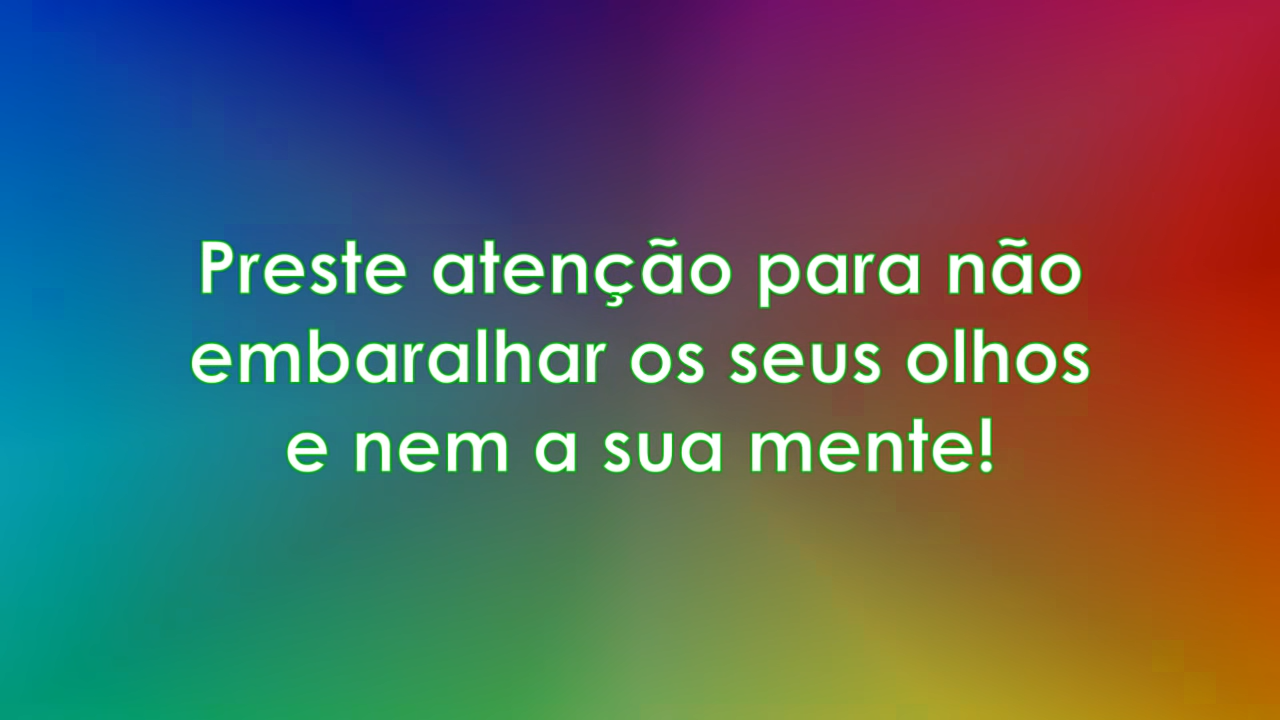 Preste atenção para não
embaralhar os seus olhos
e nem a sua mente!